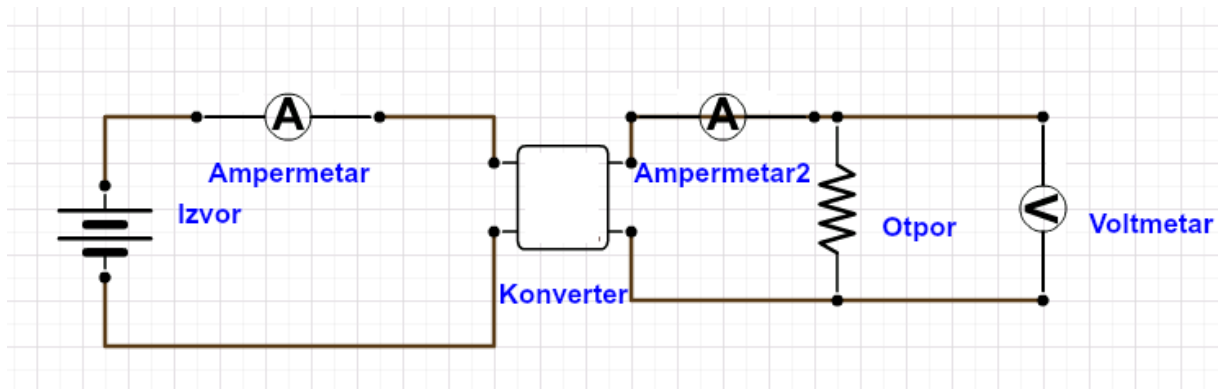 A
A
Ampermetar
Ampermetar2
Izvor
V
Otpor
Voltmetar
Konverter